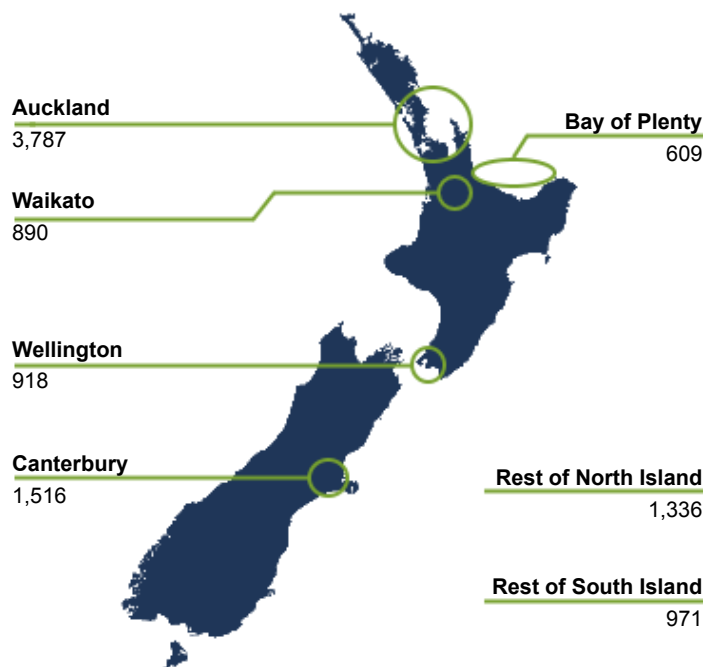 Auckland
3,787
Bay of Plenty
609
Waikato
890
Wellington
918
Canterbury
1,516
Rest of North Island
1,336
Rest of South Island
971